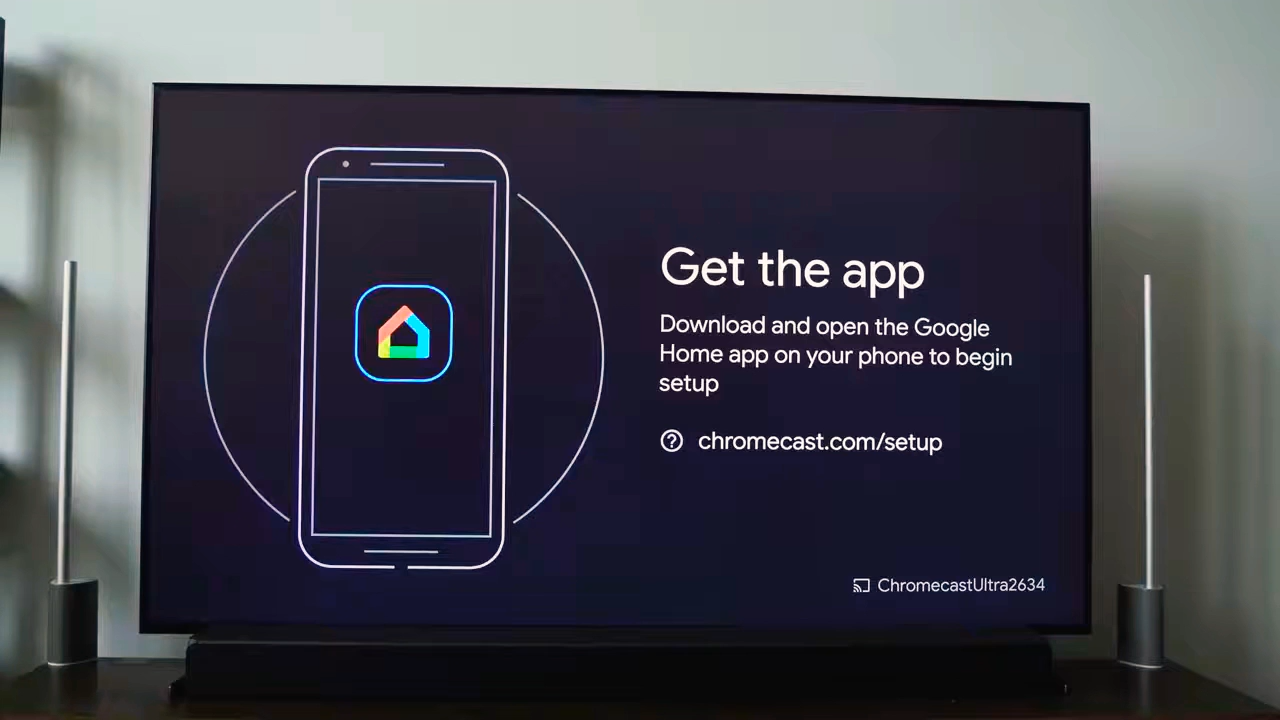 Get the app
Download and open the Google
Home app on your phone to begin
setup
chromecast.com/setup
ChromecastUltra2634